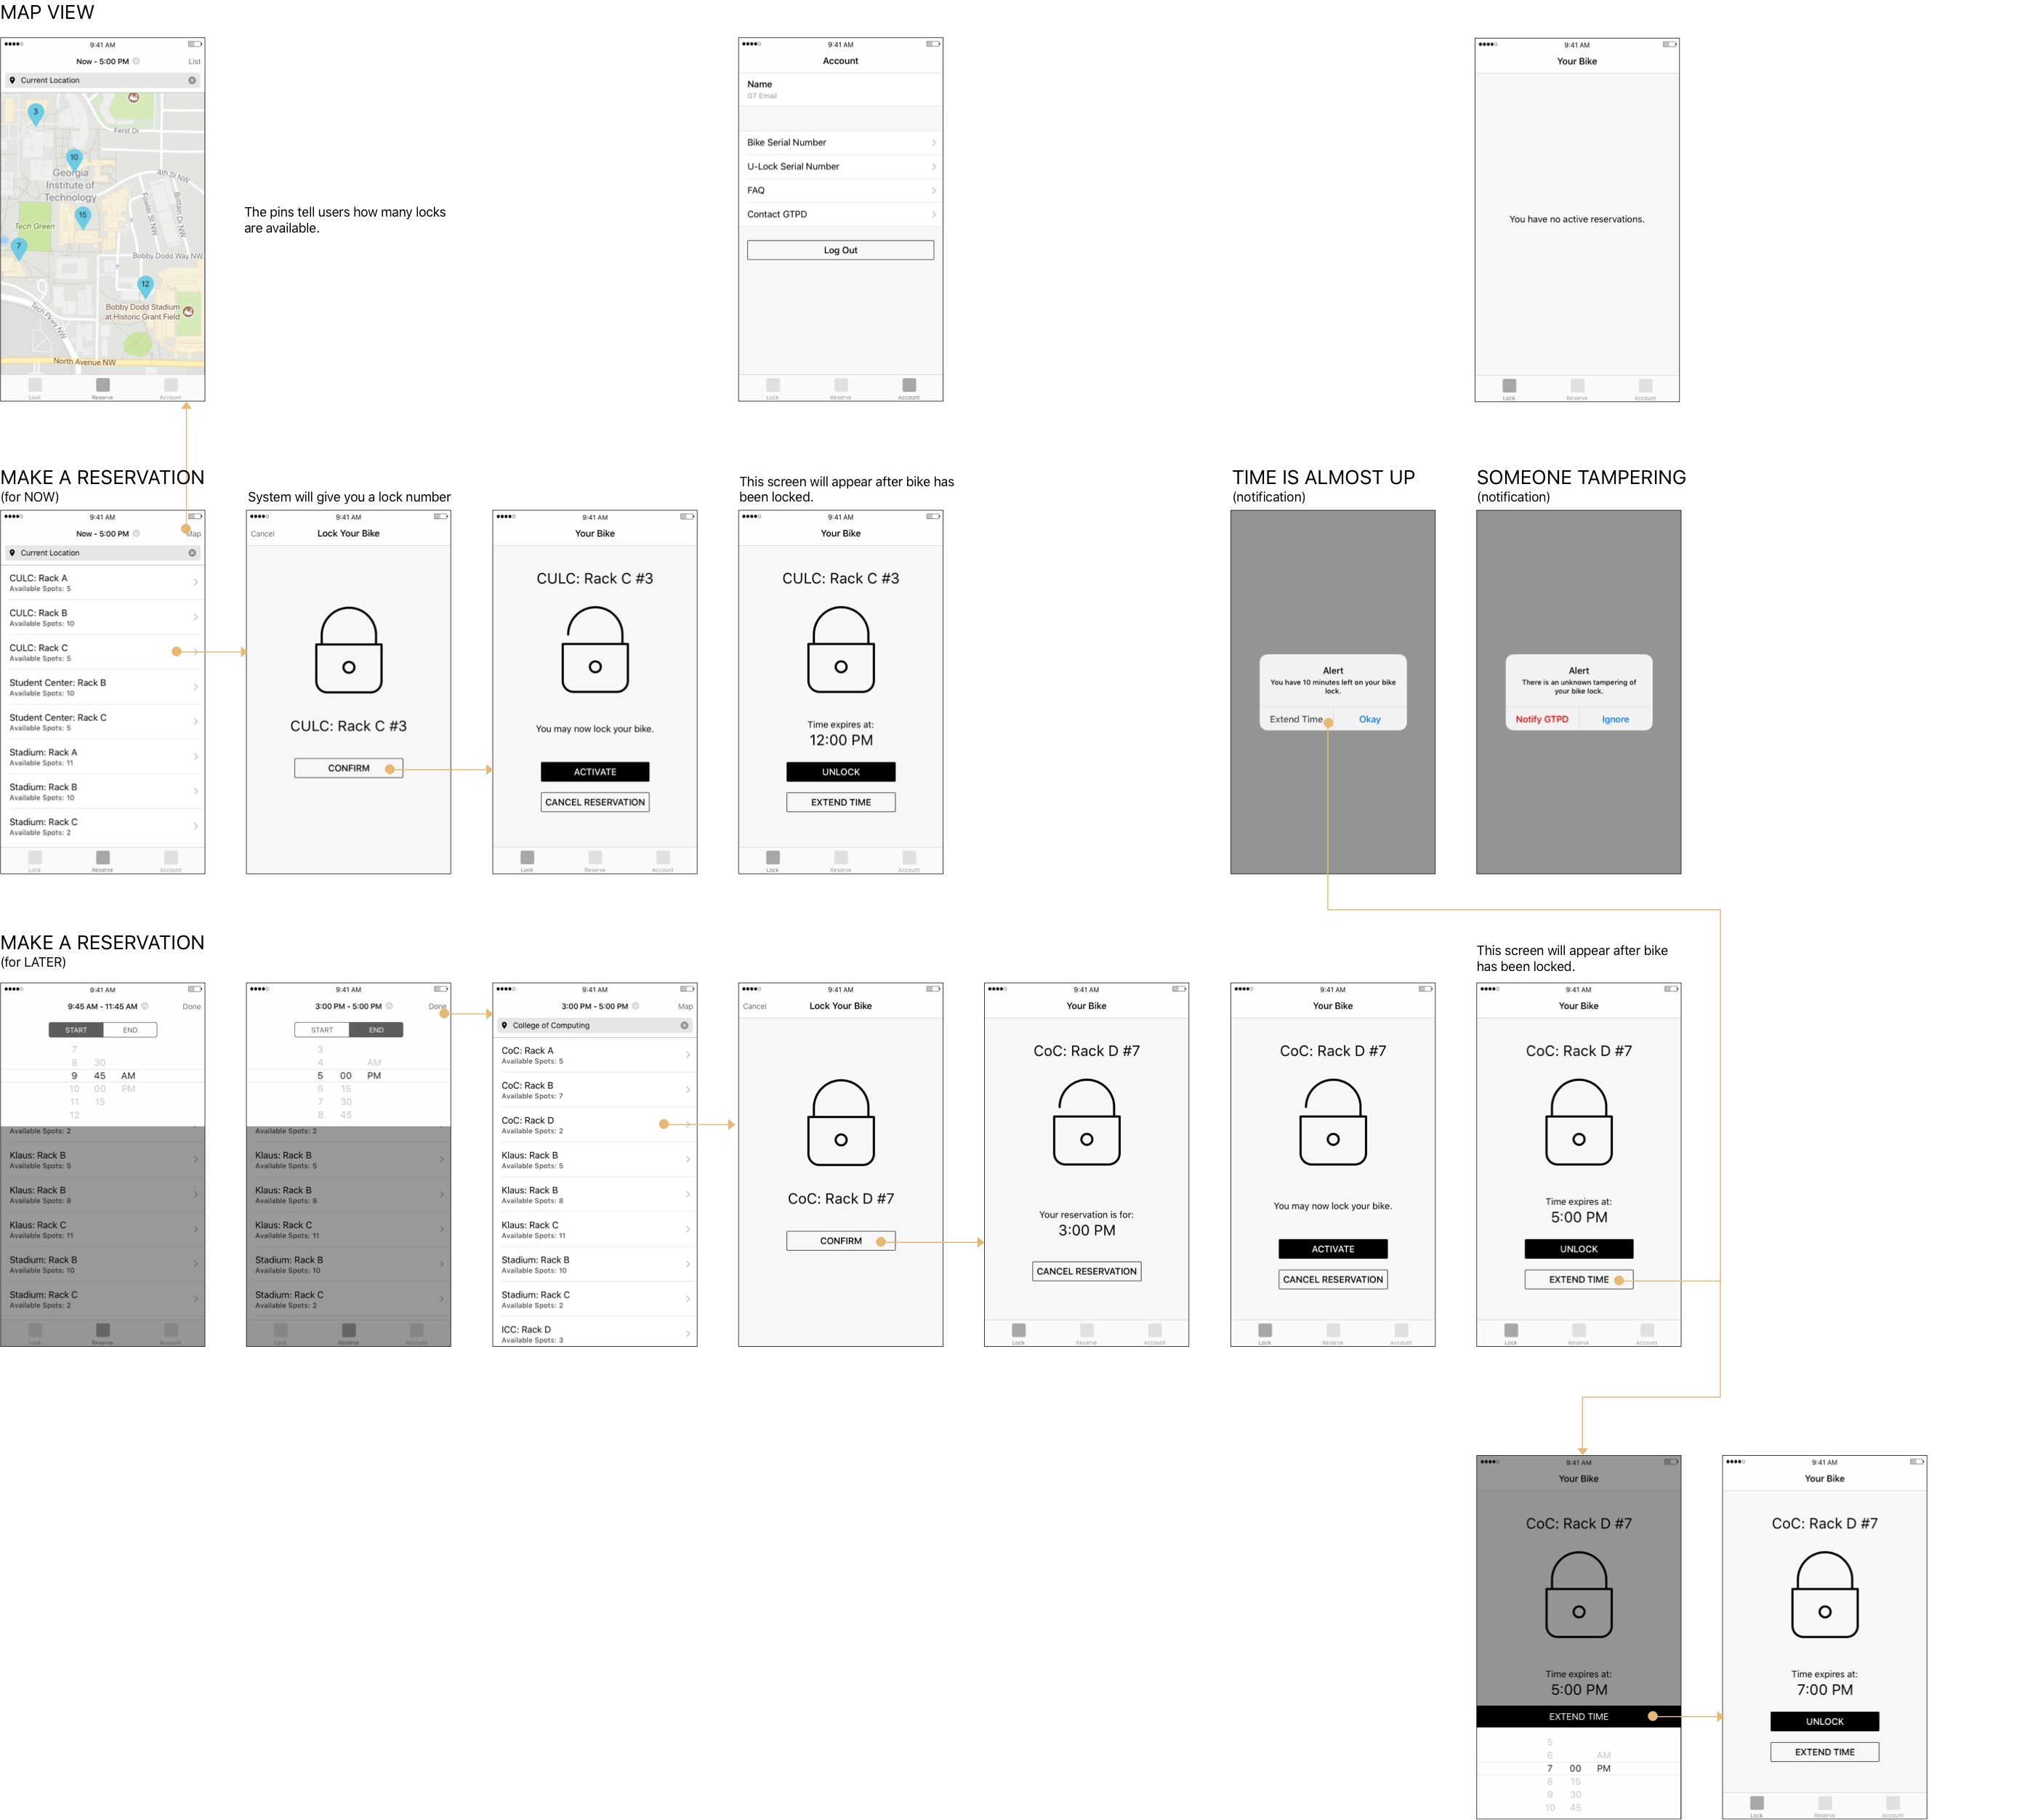 MAP VIEW
9:41 AM
Now - 5:00 PM
List
Current Location
3
Ferst Dr
10
Georgia
Institute of
Technology
4th St NW
Fowler St NW
Brittain Dr NW
15
Tech Green
7
Bobby Dodd Way NW
12
Bobby Dodd Stadium
at Historic Grant Field
Tech Pkwy NW
North Avenue NW
Lock
Reserve
Account
The pins tell users how many locks
are available.
9:41 AM
Account
Name
GT Email
Bike Serial Number
U-Lock Serial Number
FAQ
Contact GTPD
Log Out
Lock
Reserve
Account
9:41 AM
Your Bike
You have no active reservations.
Lock
Reserve
Account
MAKE A RESERVATION
(for NOW)
9:41 AM
Now - 5:00 PM
Map
Current Location
CULC: Rack A
Available Spots: 5
CULC: Rack B
Available Spots: 10
CULC: Rack C
Available Spots: 5
Student Center: Rack B
Available Spots: 10
Student Center: Rack C
Available Spots: 5
Stadium: Rack A
Available Spots: 11
Stadium: Rack B
Available Spots: 10
Stadium: Rack C
Available Spots: 2
Lock
Reserve
Account
System will give you a lock number
9:41 AM
Cancel
Lock Your Bike
CULC: Rack C #3
CONFIRM
9:41 AM
Your Bike
CULC: Rack C #3
You may now lock your bike.
ACTIVATE
CANCEL RESERVATION
Lock
Reserve
Account
This screen will appear after bike has
been locked.
9:41 AM
Your Bike
CULC: Rack C #3
Time expires at:
12:00 PM
UNLOCK
EXTEND TIME
Lock
Reserve
Account
TIME IS ALMOST UP
(notification)
Alert
You have 10 minutes left on your bike
lock.
Extend Time
Okay
SOMEONE TAMPERING
(notification)
Alert
There is an unknown tampering of
your bike lock.
Notify GTPD
Ignore
MAKE A RESERVATION
(for LATER)
9:41 AM
9:45 AM - 11:45 AM
Done
START
END
7
8 30
9 45 AM
10 00 PM
11 15
12
Available Spots: 2
Klaus: Rack B
Available Spots: 5
Klaus: Rack B
Available Spots: 8
Klaus: Rack C
Available Spots: 11
Stadium: Rack B
Available Spots: 10
Stadium: Rack C
Available Spots: 2
Lock
Reserve
Account
9:41 AM
3:00 PM - 5:00 PM
Done
START
END
3
4 AM
5 00 PM
6 15
7 30
8 45
Available Spots: 2
Klaus: Rack B
Available Spots: 5
Klaus: Rack B
Available Spots: 8
Klaus: Rack C
Available Spots: 11
Stadium: Rack B
Available Spots: 10
Stadium: Rack C
Available Spots: 2
Lock
Reserve
Account
9:41 AM
3:00 PM - 5:00 PM
Map
College of Computing
CoC: Rack A
Available Spots: 5
CoC: Rack B
Available Spots: 7
CoC: Rack D
Available Spots: 2
Klaus: Rack B
Available Spots: 5
Klaus: Rack B
Available Spots: 8
Klaus: Rack C
Available Spots: 11
Stadium: Rack B
Available Spots: 10
Stadium: Rack C
Available Spots: 2
ICC: Rack D
Available Spots: 3
9:41 AM
Cancel
Lock Your Bike
CoC: Rack D #7
CONFIRM
9:41 AM
Your Bike
CoC: Rack D #7
Your reservation is for:
3:00 PM
CANCEL RESERVATION
Lock
Reserve
Account
9:41 AM
Your Bike
CoC: Rack D #7
You may now lock your bike.
ACTIVATE
CANCEL RESERVATION
Lock
Reserve
Account
This screen will appear after bike
has been locked.
9:41 AM
Your Bike
CoC: Rack D #7
Time expires at:
5:00 PM
UNLOCK
EXTEND TIME
Lock
Reserve
Account
9:41 AM
Your Bike
CoC: Rack D #7
Time expires at:
5:00 PM
EXTEND TIME
5
6 AM
7 00 PM
8 15
9 30
10 45
9:41 AM
Your Bike
CoC: Rack D #7
Time expires at:
7:00 PM
UNLOCK
EXTEND TIME
Lock
Reserve
Account